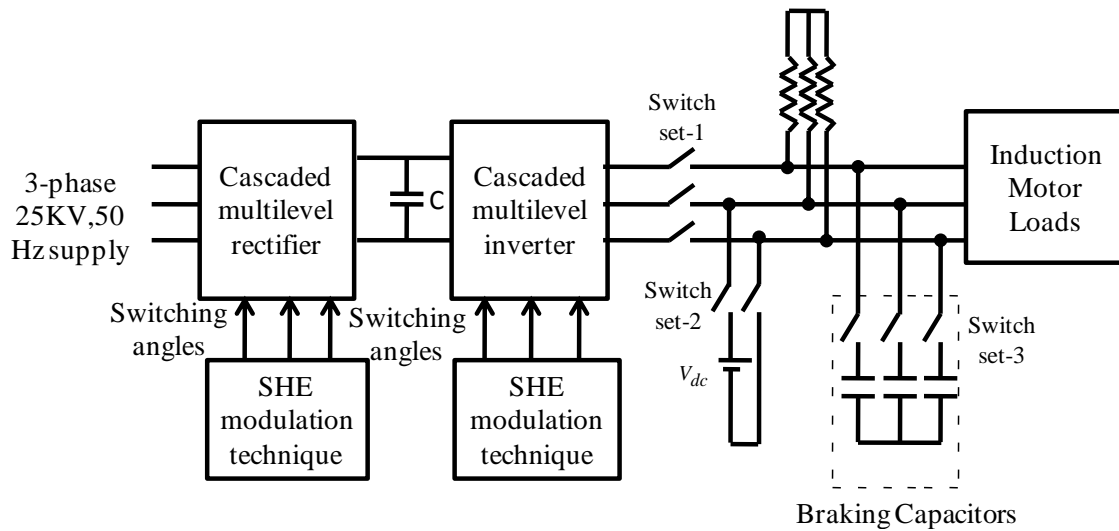 3-phase
25KV,50
Hz supply
Cascaded
multilevel
rectifier
C
Cascaded
multilevel
inverter
Switch
set-1
Induction
Motor
Loads
Switching
angles
Switching
angles
SHE
modulation
technique
SHE
modulation
technique
Switch
set-2
Vdc
Switch
set-3
Braking Capacitors